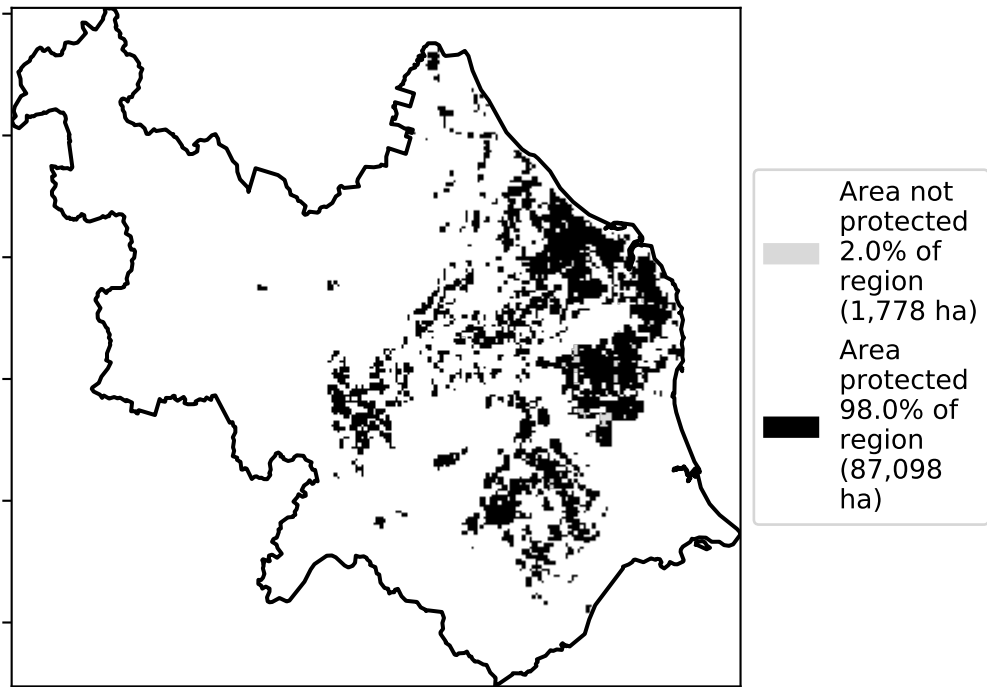 Area not
protected
2.0% of
region
(1,778 ha)
Area
protected
98.0% of
region
(87,098
ha)